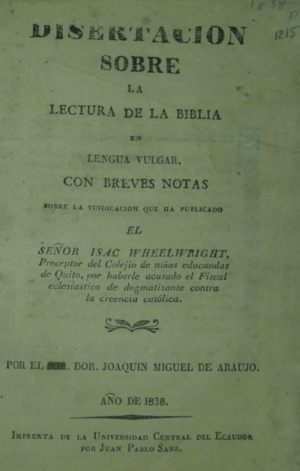 DISERTACION
SOBRE
LA
LECTURA DE LA BIBLIA
EN
LENGUA VULGAR,
CON BREVES NOTAS
SOBRE LA VINDICACION QUE HA PUBLICADO
EL
SEÑOR ISAC WHEELWRIGHT,
Preceptor del Colejio de niñas educandas
de Quito, por haberle acusado el Fiscal
eclesiastico de dogmatizante contra
la creencia católica.
POR EL . DOR. JOAQUIN MIGUEL DE ARAUJO.
AÑO DE 1838.
IMPRENTA DE LA UNIVERSIDAD CENTRAL DEL ECAUDOR
POR JUAN PABLO SANZ.